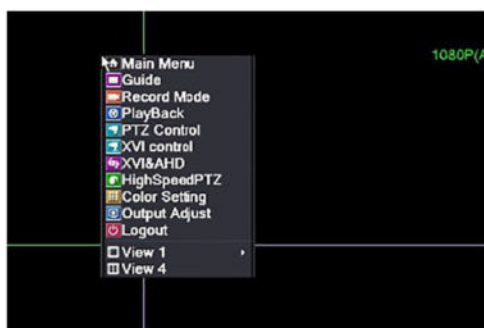 1080P(A
Main Menu
Guide
Record Mode
PlayBack
PTZ Control
XVI control
XVI&AHD
HighSpeedPTZ
Color Setting
Output Adjust
Logout
View 1
View 4